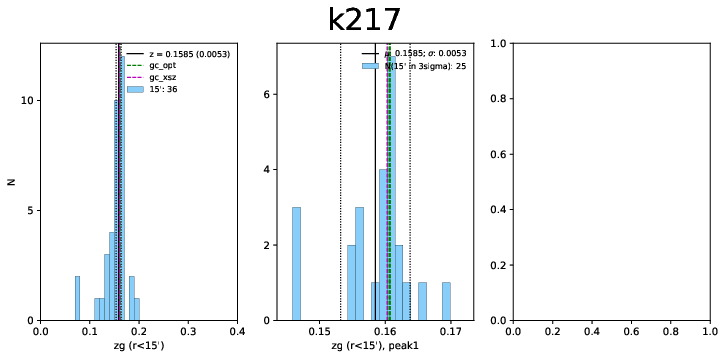 k217
z = 0.1585 (0.0053)
gc_opt
gc_xsz
15': 36
10
5
0
N
0.0 0.1 0.2 0.3 0.4
zg (r<15')
μ: 0.1585; σ: 0.0053
N(15' in 3sigma): 25
6
4
2
0
0.15 0.16 0.17
zg (r<15'), peak1
1.0
0.8
0.6
0.4
0.2
0.0
0.0 0.2 0.4 0.6 0.8 1.0